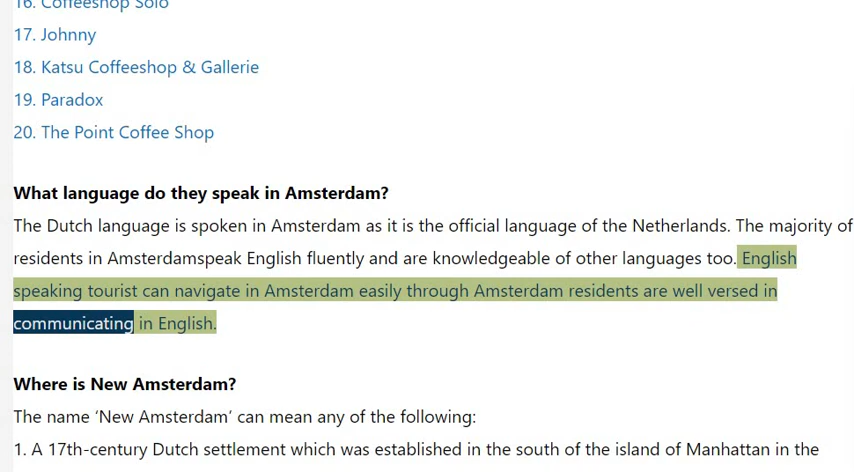 16. Coffeeshop Solo
17. Johnny
18. Katsu Coffeeshop & Gallerie
19. Paradox
20. The Point Coffee Shop
What language do they speak in Amsterdam?
The Dutch language is spoken in Amsterdam as it is the official language of the Netherlands. The majority of
residents in Amsterdamspeak English fluently and are knowledgeable of other languages too. English
speaking tourist can navigate in Amsterdam easily through Amsterdam residents are well versed in
communicating in English.
Where is New Amsterdam?
The name ‘New Amsterdam’ can mean any of the following:
1. A 17th-century Dutch settlement which was established in the south of the island of Manhattan in the